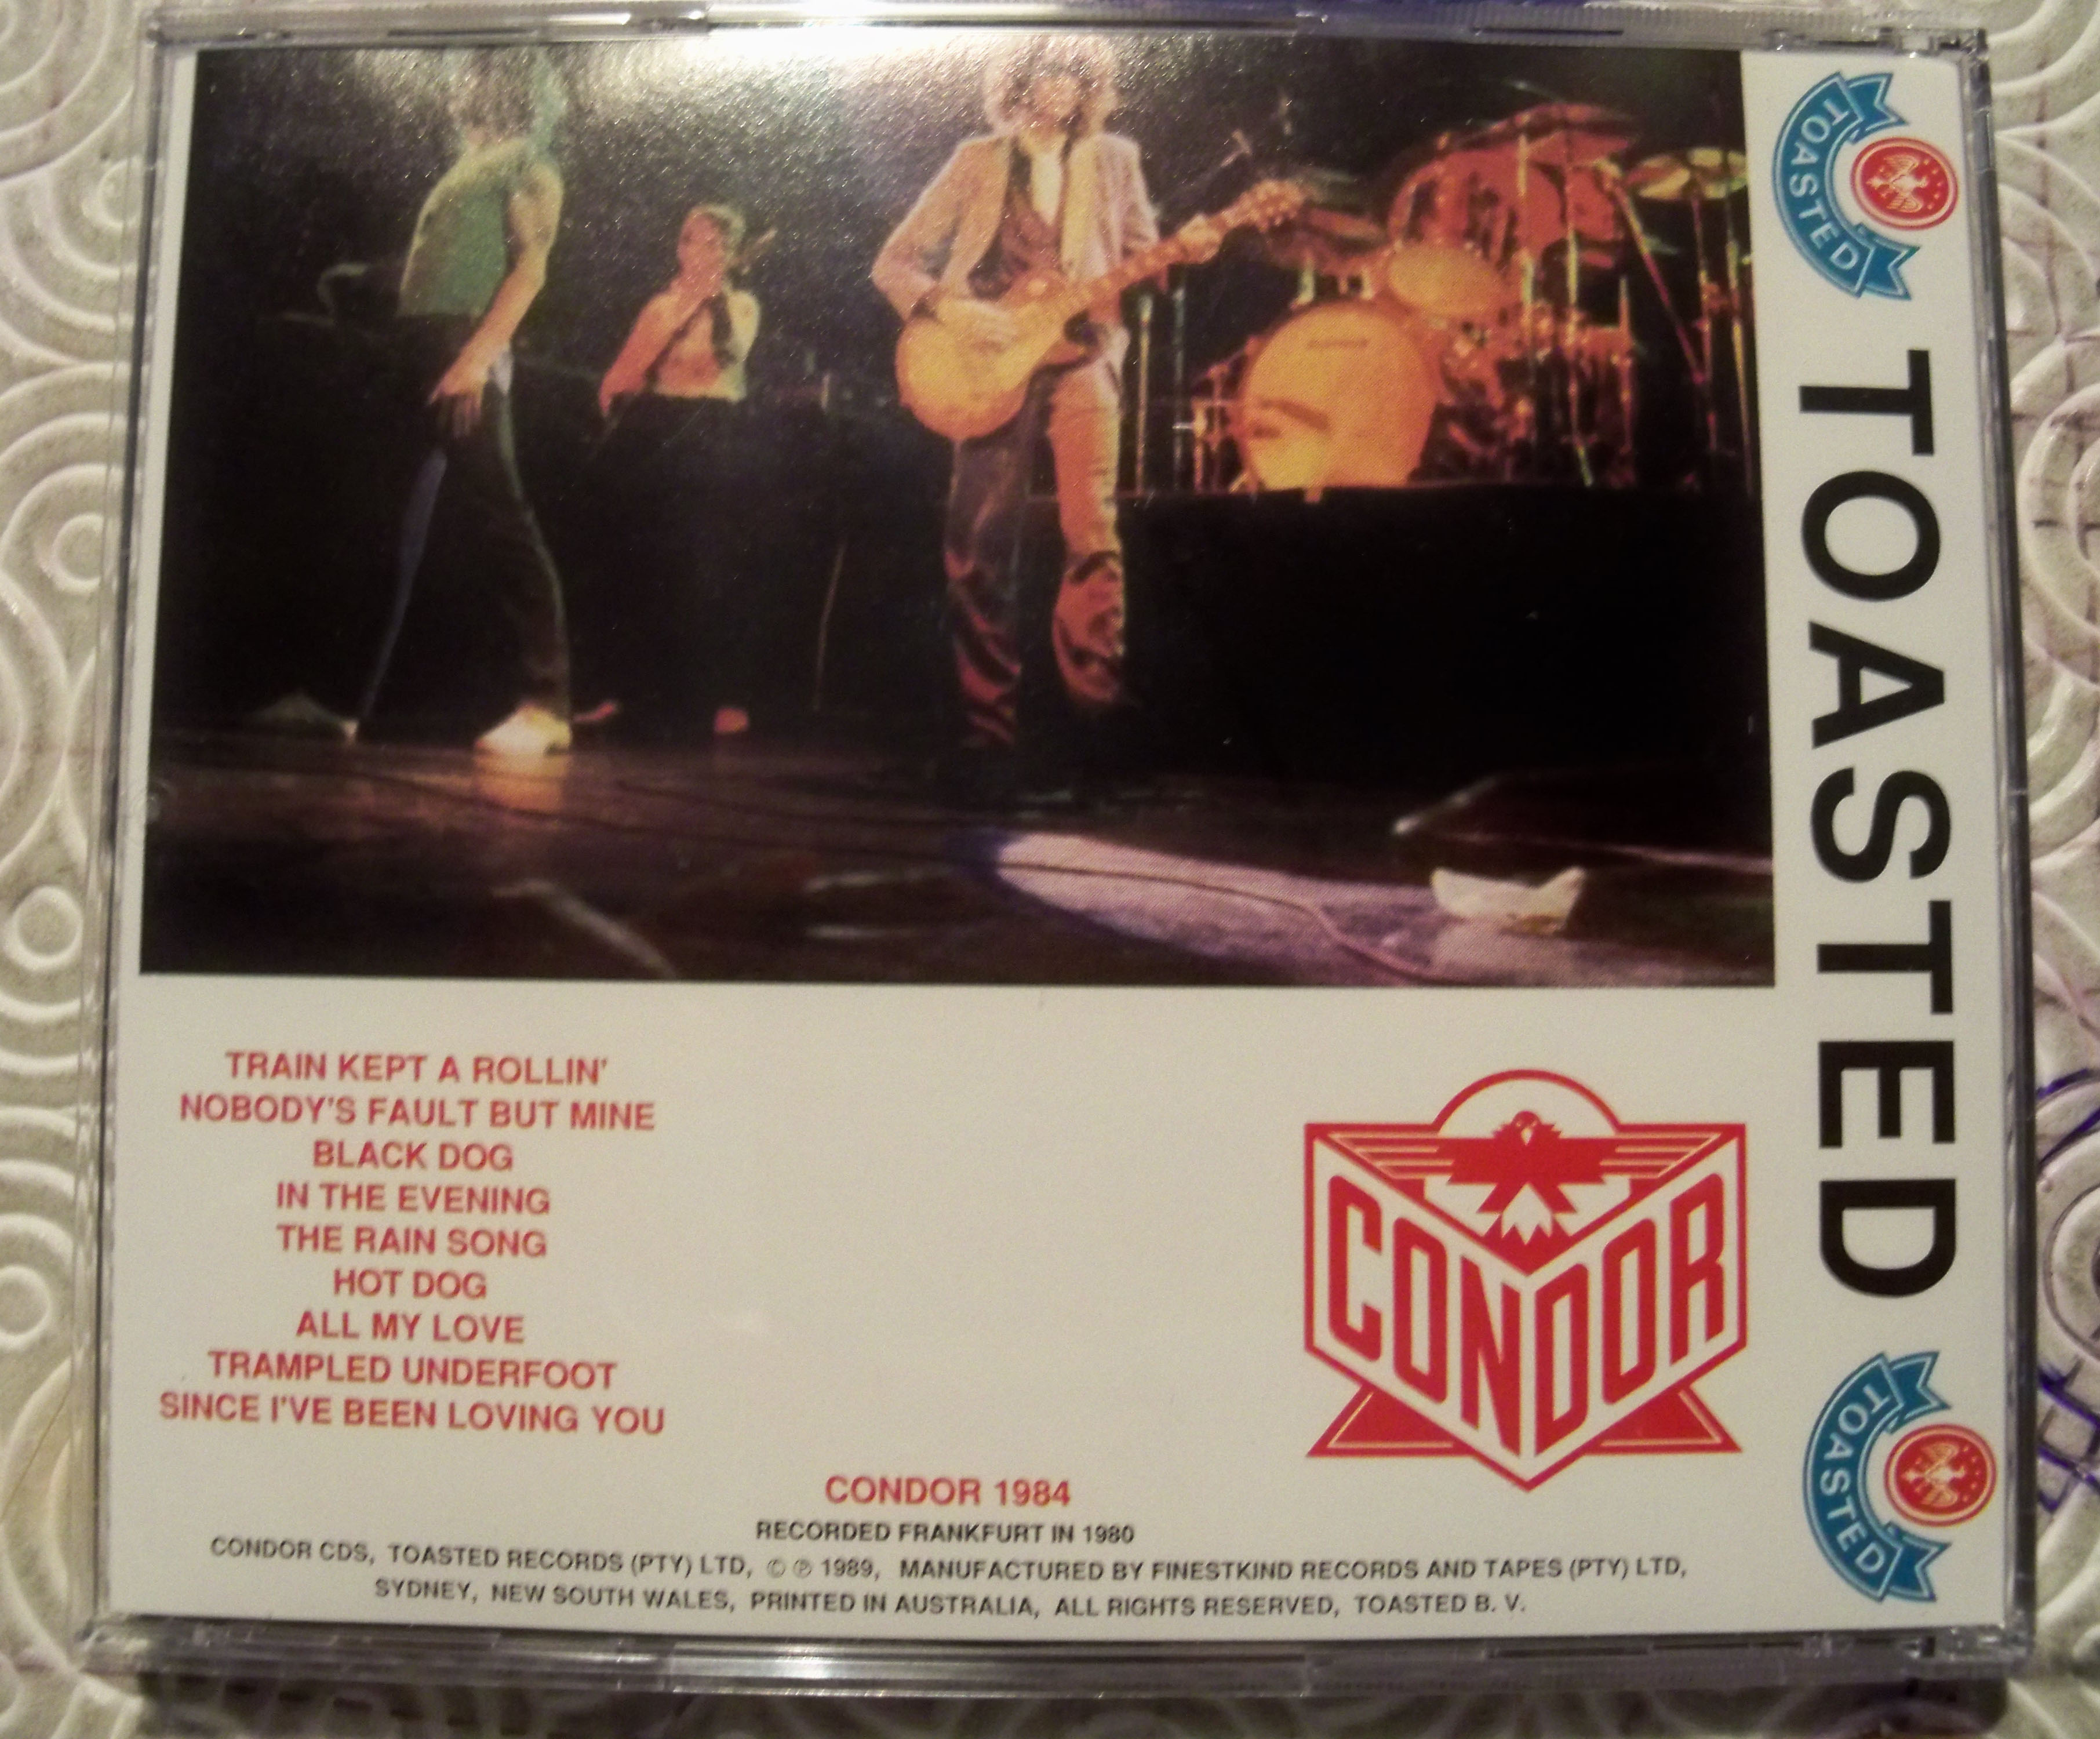 TOASTED
TOASTED
TOASTED
TRAIN KEPT A ROLLIN'
NOBODY'S FAULT BUT MINE
BLACK DOG
IN THE EVENING
THE RAIN SONG
HOT DOG
ALL MY LOVE
TRAMPLED UNDERFOOT
SINCE I'VE BEEN LOVING YOU
CONDOR
CONDOR 1984
RECORDED FRANKFURT IN 1980
CONDOR CDS, TOASTED RECORDS (PTY) LTD, © ℗ 1989, MANUFACTURED BY FINESTKIND RECORDS AND TAPES (PTY) LTD,
SYDNEY, NEW SOUTH WALES, PRINTED IN AUSTRALIA, ALL RIGHTS RESERVED, TOASTED B. V.